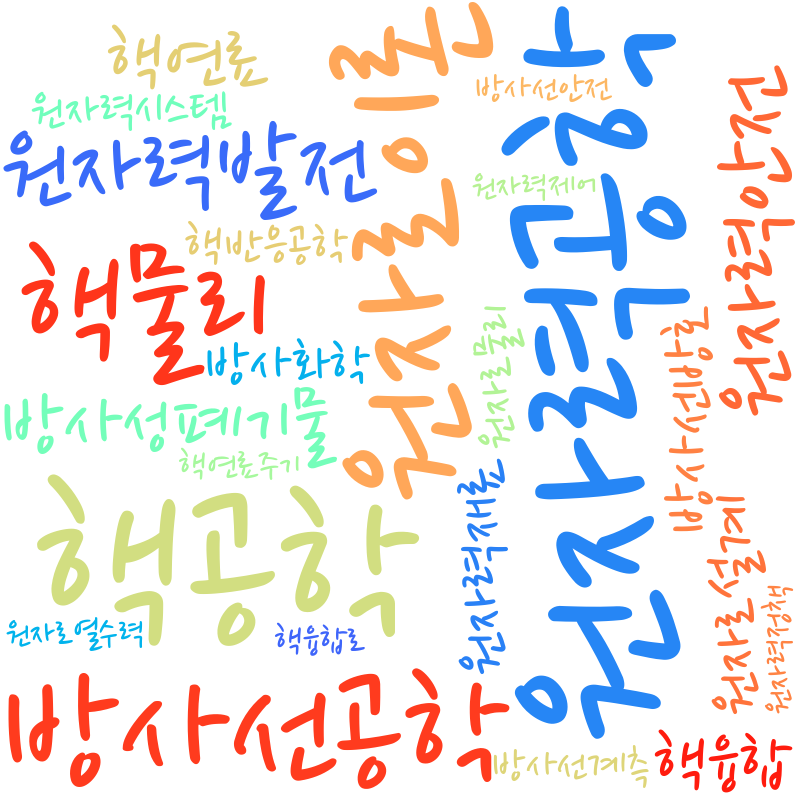 핵연료
원자력시스템
원자력발전
핵반응공학
핵물리
방사화학
방사성폐기물
핵연료주기
핵공학
원자로열수력
핵융합로
방사선공학
원자로이론
방사선안전
원자력제어
원자로물리
원자력재료
원자력공학
방사선방호
원자력안전
원자로설계
원자력정책
방사선계측
핵융합